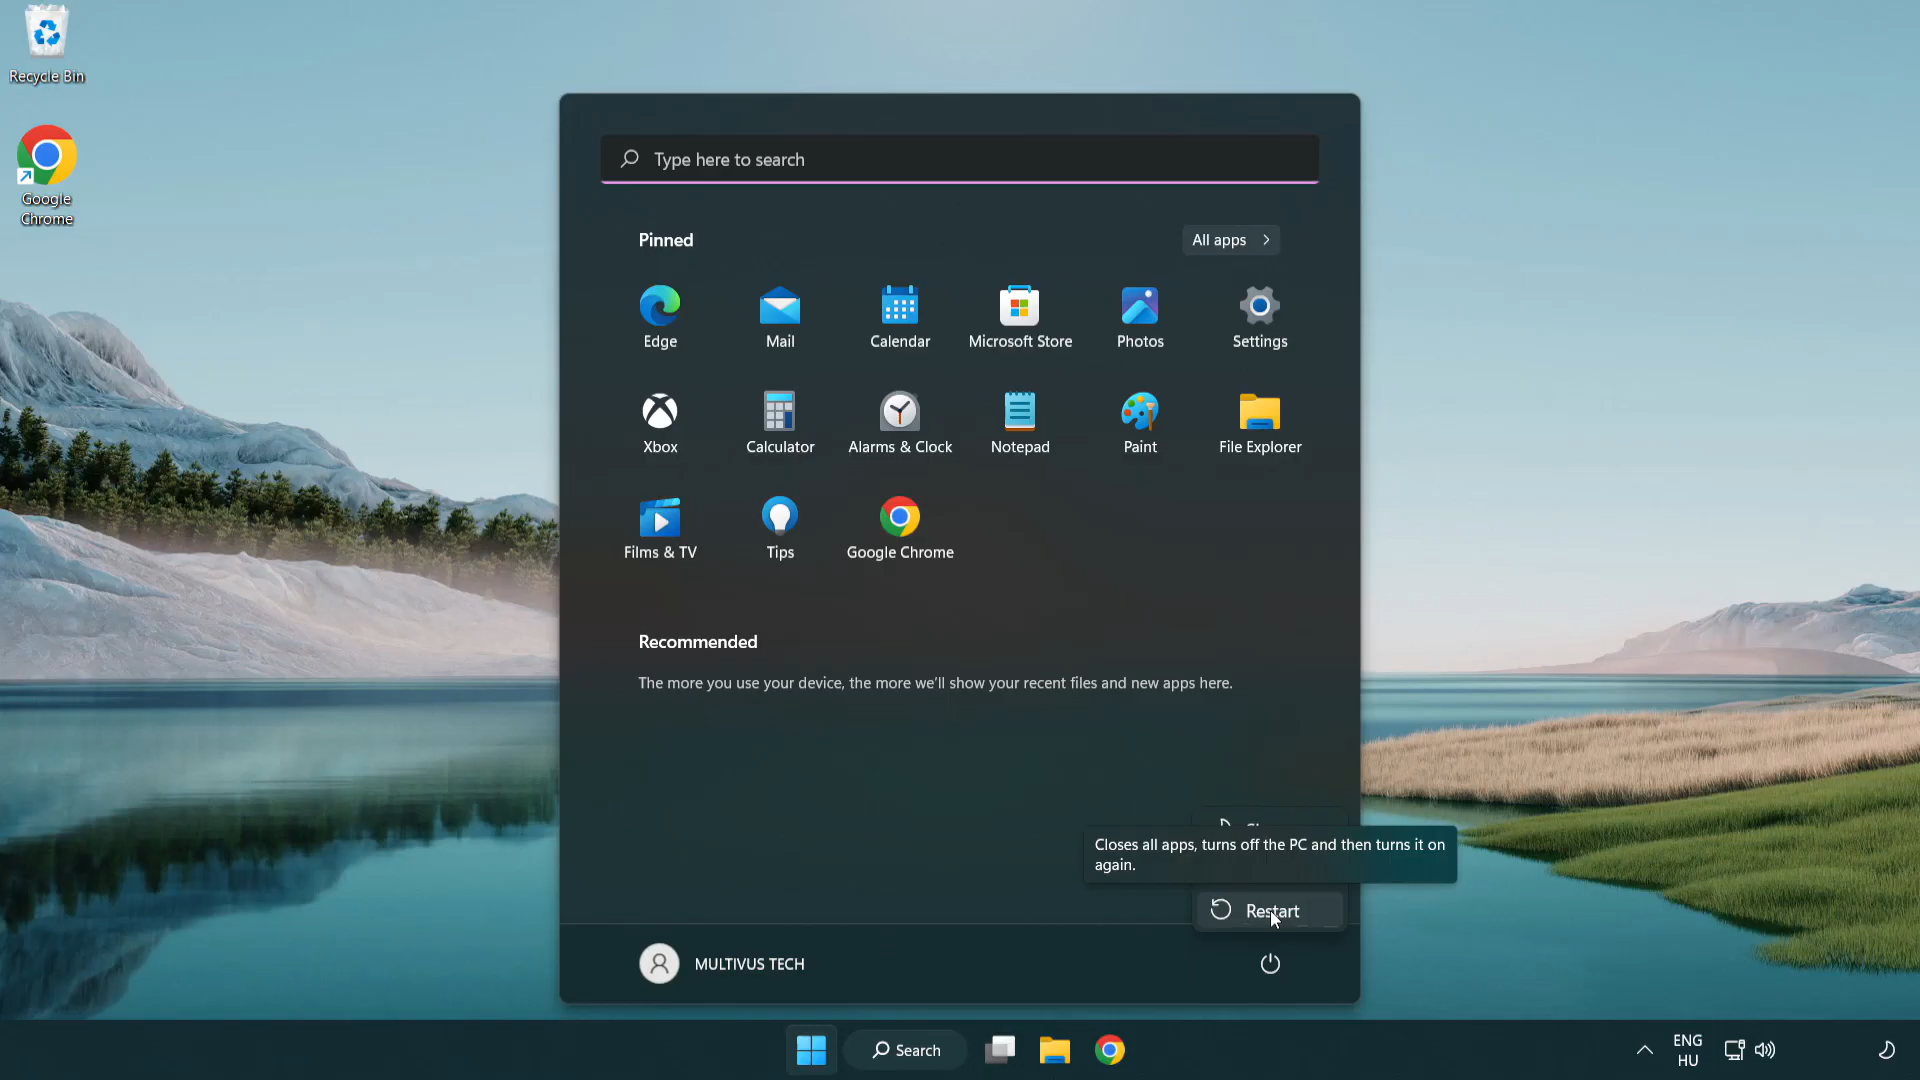 Recycle Bin
Google
Chrome
Type here to search
Pinned
All apps
Edge
Mail
Calendar
Microsoft Store
Photos
Settings
Xbox
Calculator
Alarms & Clock
Notepad
Paint
File Explorer
Films & TV
Tips
Google Chrome
Recommended
The more you use your device, the more we'll show your recent files and new apps here.
Closes all apps, turns off the PC and then turns it on
again.
Restart
MULTIVUS TECH
Search
ENG
HU